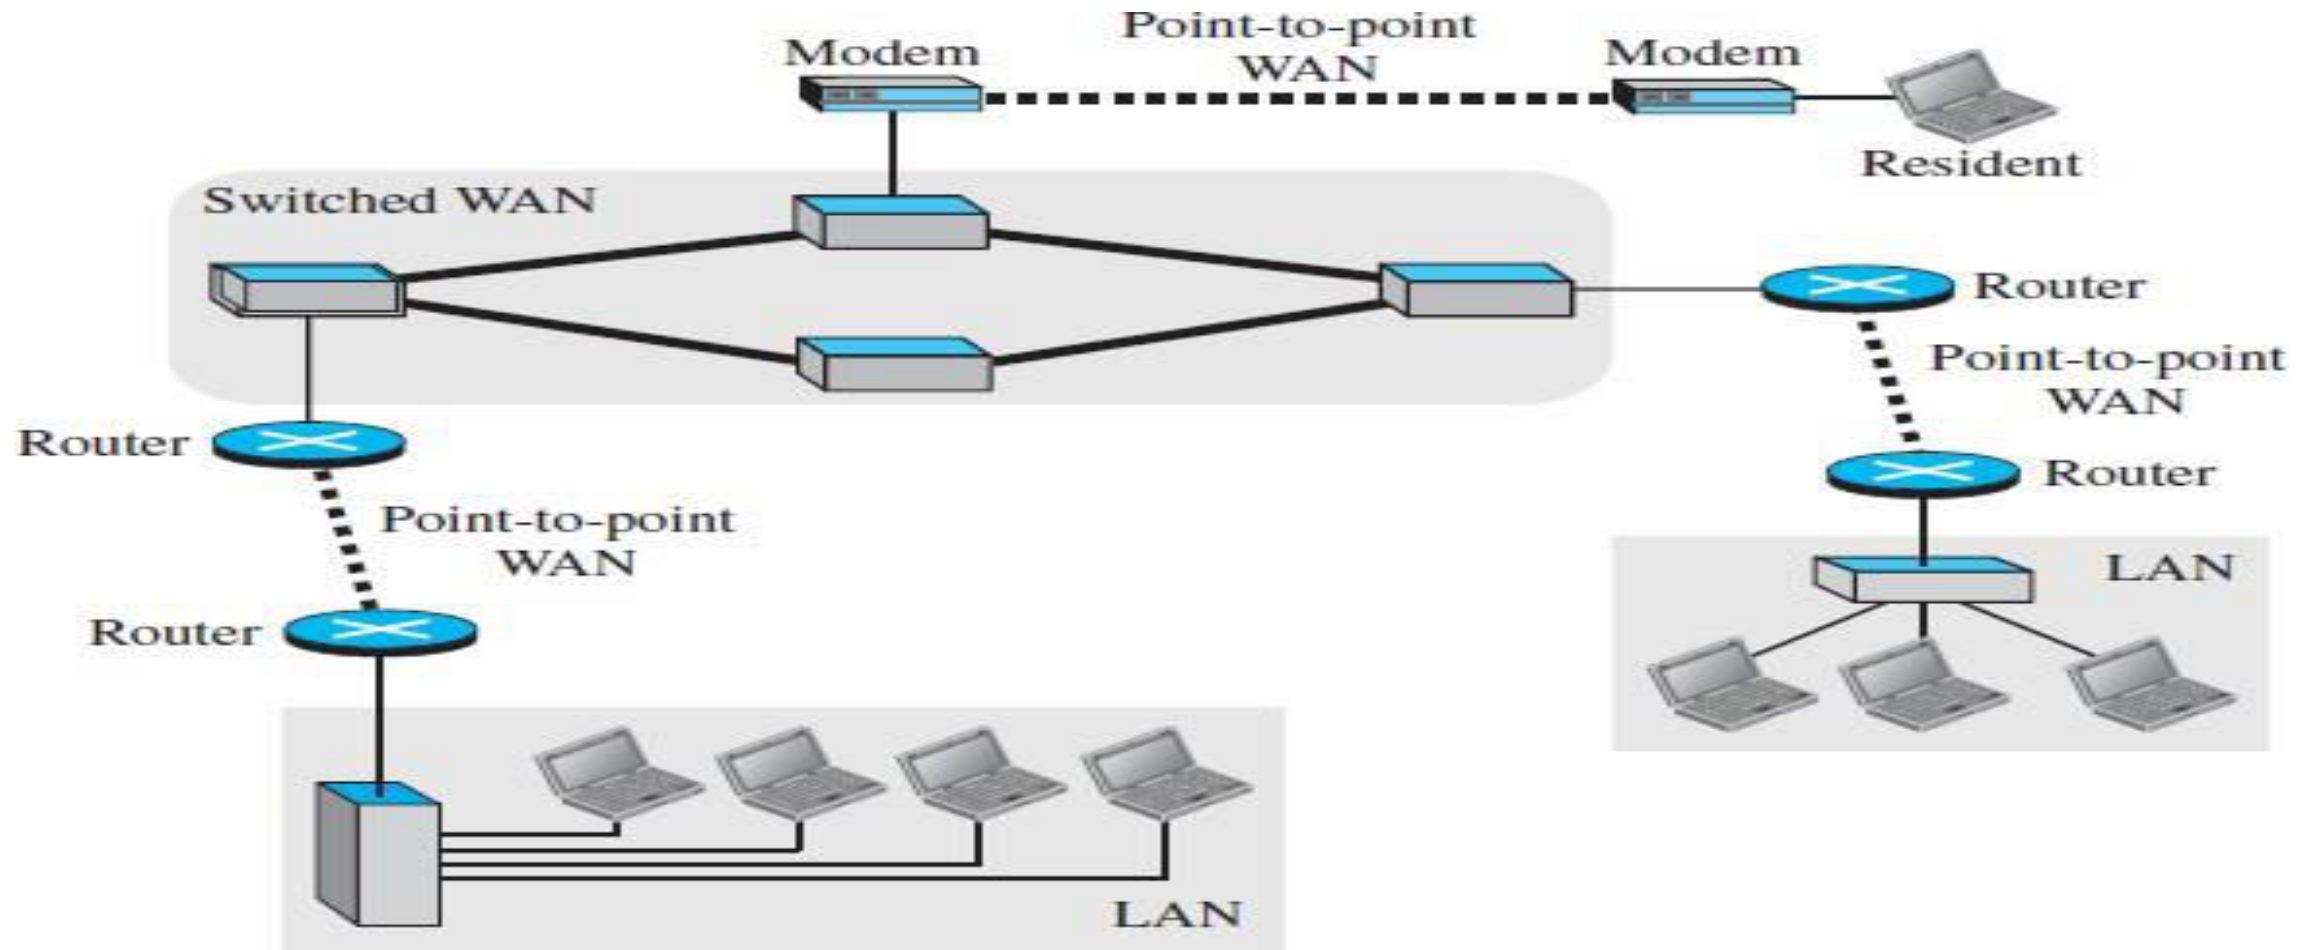 Point-to-point
WAN
Modem
Modem
Resident
Switched WAN
Router
Point-to-point
WAN
Router
Router
Point-to-point
WAN
Router
LAN
LAN